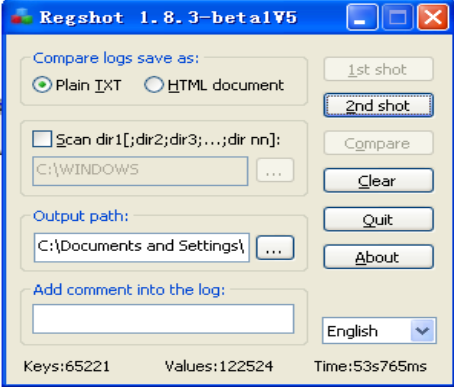 Regshot 1.8.3-beta1V5
Compare logs save as:
Plain TXT
HTML document
1st shot
2nd shot
Scan dir1[;dir2;dir3;...;dir nn]:
Compare
C:\WINDOWS
...
Clear
Output path:
Quit
C:\Documents and Settings\
...
About
Add comment into the log:
English
Keys:65221
Values:122524
Time:53s765ms